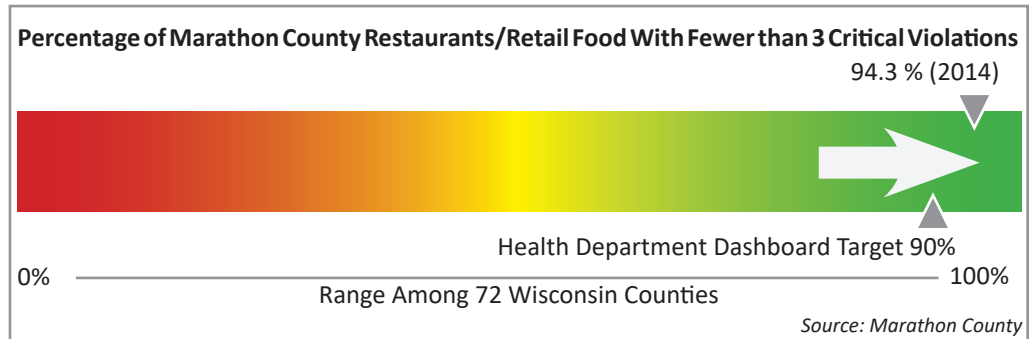 Percentage of Marathon County Restaurants/Retail Food With Fewer than 3 Critical Violations
94.3 % (2014)
Health Department Dashboard Target 90%
0%
100%
Range Among 72 Wisconsin Counties
Source: Marathon County